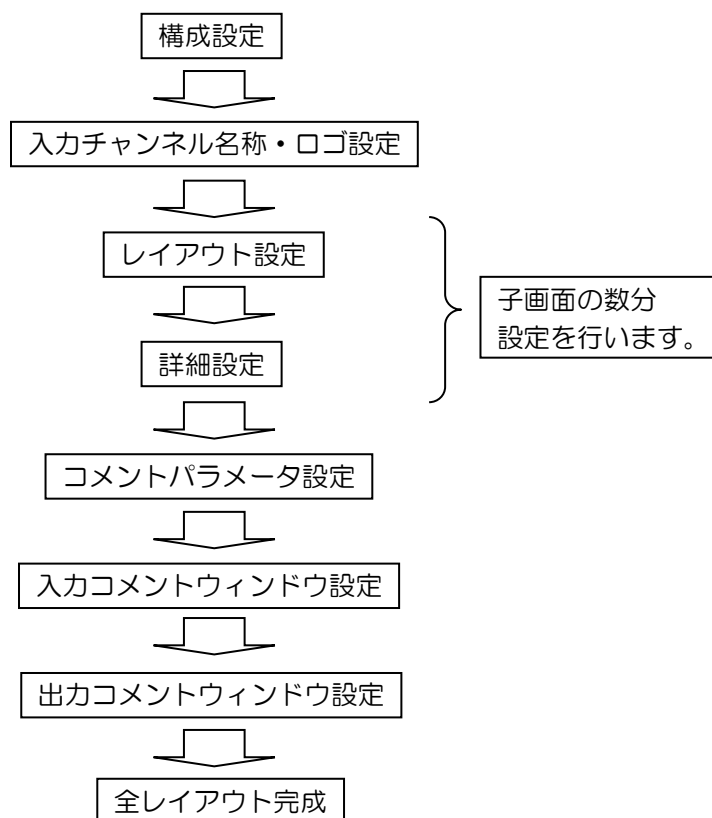 構成設定
入力チャンネル名称・ロゴ設定
レイアウト設定
詳細設定
子画面の数分
設定を行います。
コメントパラメータ設定
入力コメントウィンドウ設定
出力コメントウィンドウ設定
全レイアウト完成